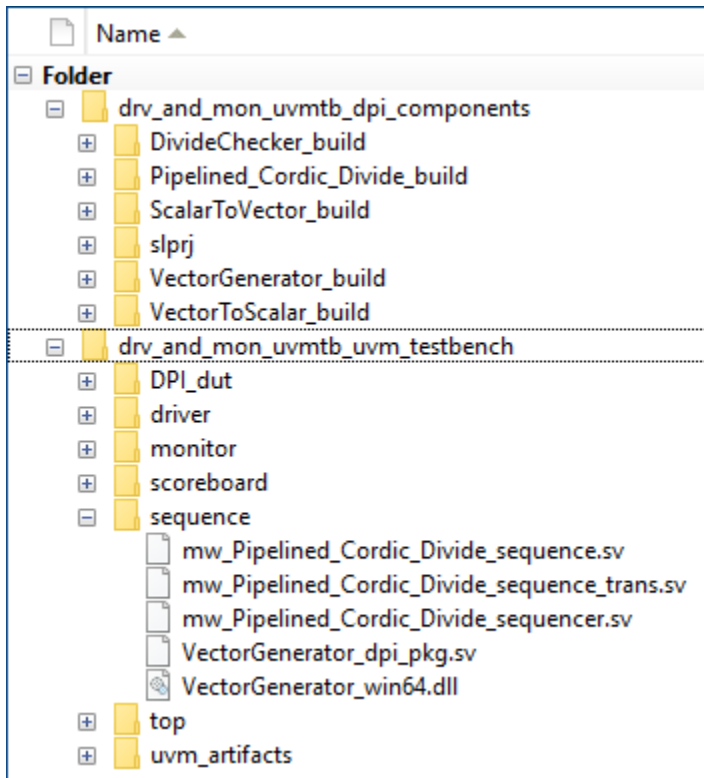 Name
Folder
drv_and_mon_uvmtb_dpi_components
DivideChecker_build
Pipelined_Cordic_Divide_build
ScalarToVector_build
slprj
VectorGenerator_build
VectorToScalar_build
drv_and_mon_uvmtb_uvm_testbench
DPI_dut
driver
monitor
scoreboard
sequence
mw_Pipelined_Cordic_Divide_sequence.sv
mw_Pipelined_Cordic_Divide_sequence_trans.sv
mw_Pipelined_Cordic_Divide_sequencer.sv
VectorGenerator_dpi_pkg.sv
VectorGenerator_win64.dll
top
uvm_artifacts